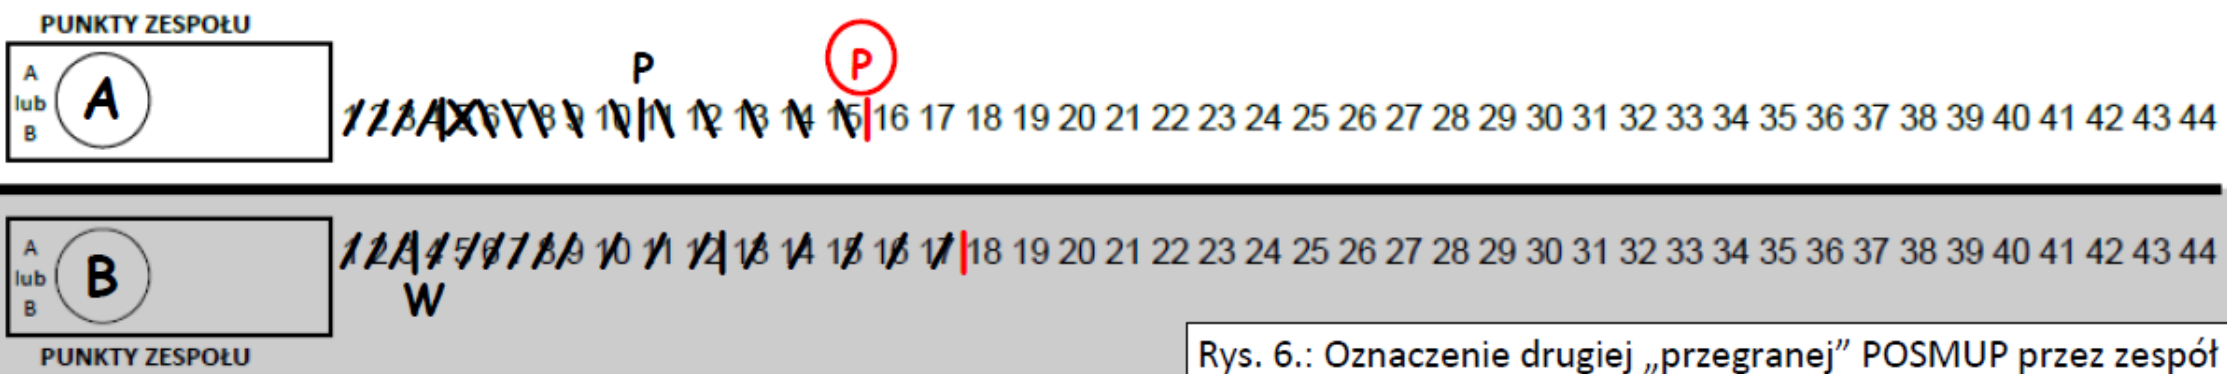 PUNKTY ZESPOŁU
A
lub
B
A
P
P
1 2 3 4 5 6 7 8 9 10 11 12 13 14 15 16 17 18 19 20 21 22 23 24 25 26 27 28 29 30 31 32 33 34 35 36 37 38 39 40 41 42 43 44
A
lub
B
B
1 2 3 4 5 6 7 8 9 10 11 12 13 14 15 16 17 18 19 20 21 22 23 24 25 26 27 28 29 30 31 32 33 34 35 36 37 38 39 40 41 42 43 44
W
PUNKTY ZESPOŁU
Rys. 6.: Oznaczenie drugiej „przegranej” POSMUP przez zespół